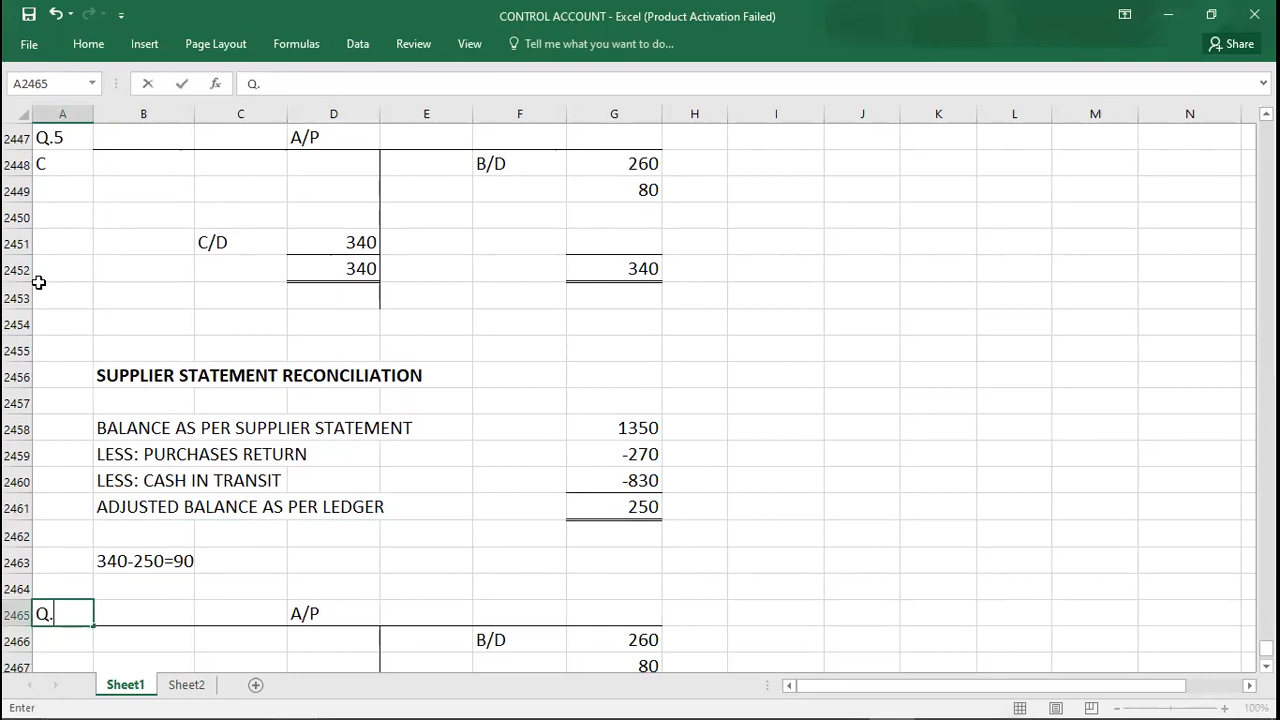 CONTROL ACCOUNT - Excel (Product Activation Failed)
File Home Insert Page Layout Formulas Data Review View Tell me what you want to do... Share
A2465 fx Q.
A B C D E F G H I J K L M N
2447 Q.5 A/P
2448 C B/D 260
2449 80
2450
2451 C/D 340
2452 340 340
2453
2454
2455
2456 SUPPLIER STATEMENT RECONCILIATION
2457
2458 BALANCE AS PER SUPPLIER STATEMENT 1350
2459 LESS: PURCHASES RETURN -270
2460 LESS: CASH IN TRANSIT -830
2461 ADJUSTED BALANCE AS PER LEDGER 250
2462
2463 340-250=90
2464
2465 Q. A/P
2466 B/D 260
2467 80
Sheet1 Sheet2
Enter 100%